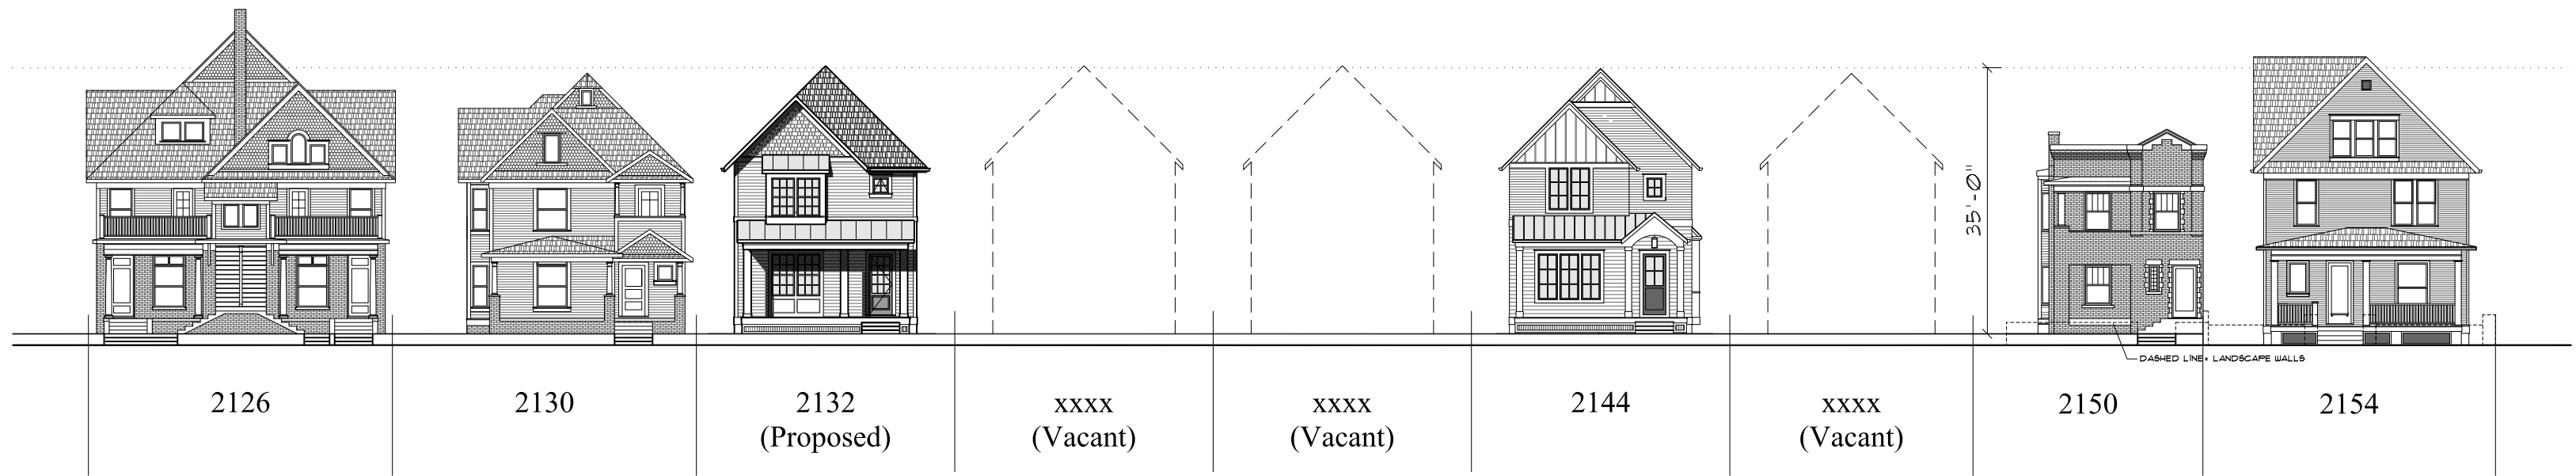 35'-0"
DASHED LINE= LANDSCAPE WALLS
2126
2130
2132
(Proposed)
xxxx
(Vacant)
xxxx
(Vacant)
2144
xxxx
(Vacant)
2150
2154